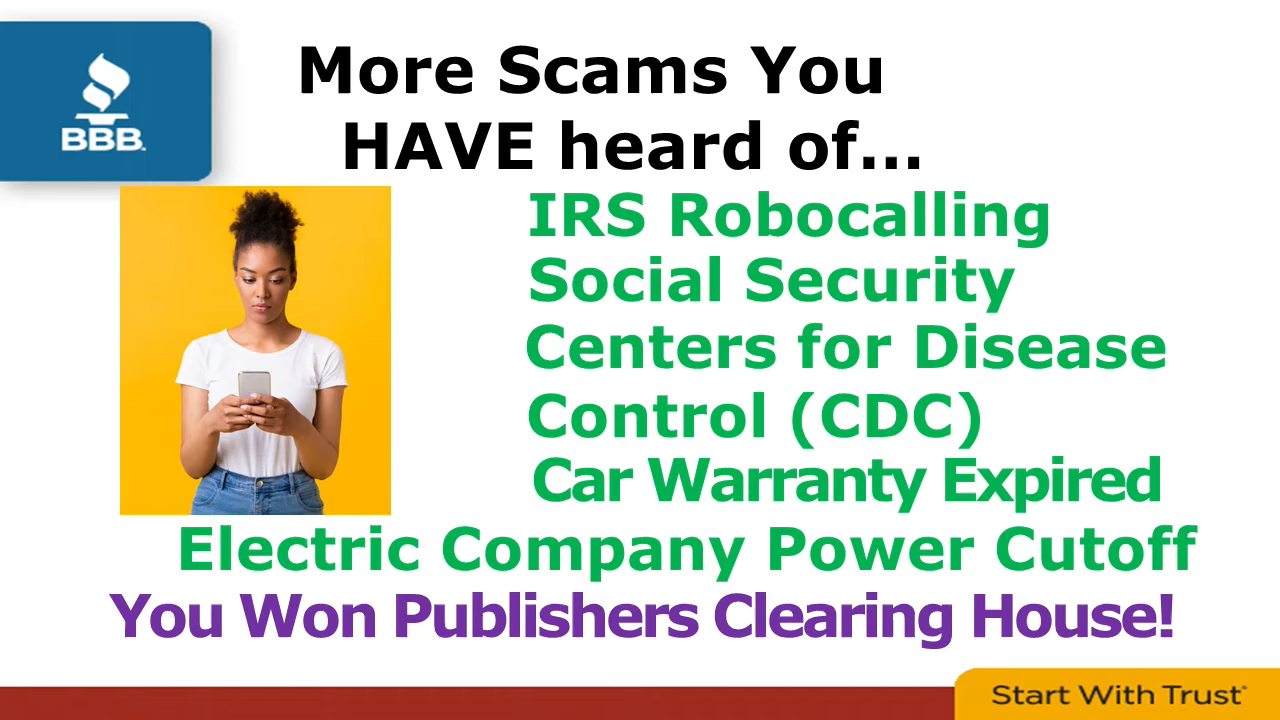 BBB.
More Scams You
HAVE heard of...
IRS Robocalling
Social Security
Centers for Disease
Control (CDC)
Car Warranty Expired
Electric Company Power Cutoff
You Won Publishers Clearing House!
Start With Trust®